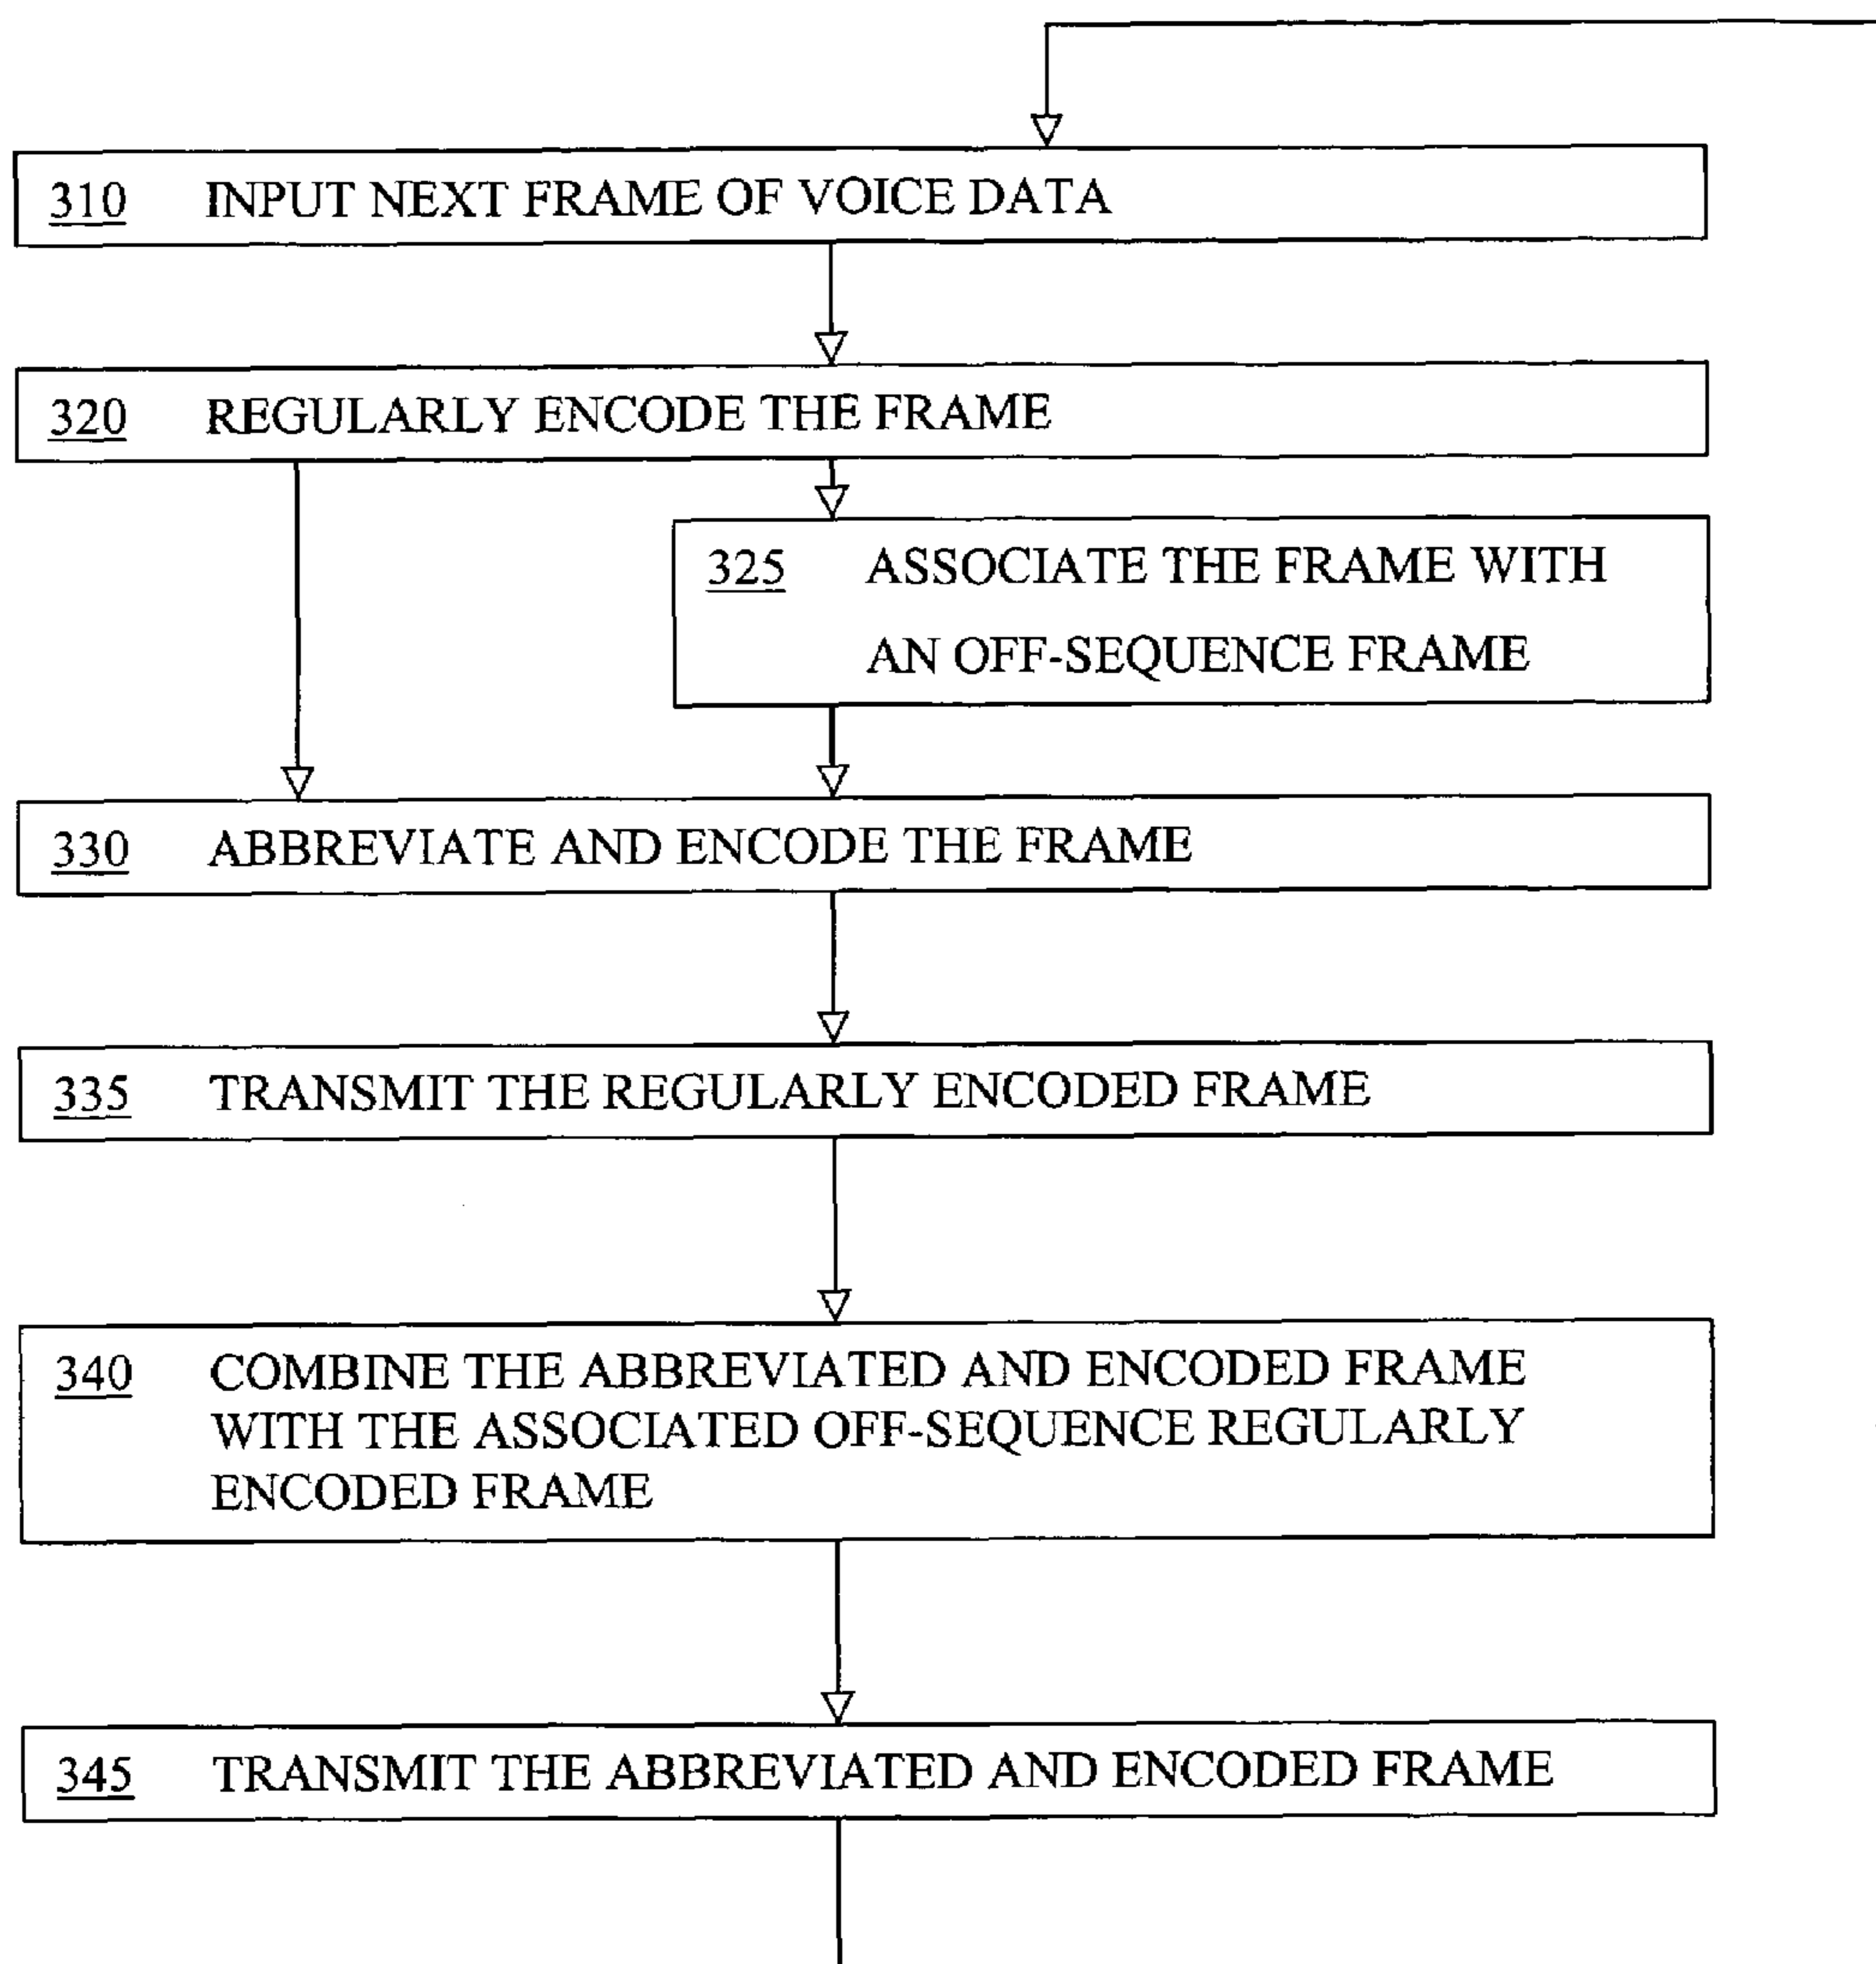 310 INPUT NEXT FRAME OF VOICE DATA
320 REGULARLY ENCODE THE FRAME
325 ASSOCIATE THE FRAME WITH
AN OFF-SEQUENCE FRAME
330 ABBREVIATE AND ENCODE THE FRAME
335 TRANSMIT THE REGULARLY ENCODED FRAME
340 COMBINE THE ABBREVIATED AND ENCODED FRAME
WITH THE ASSOCIATED OFF-SEQUENCE REGULARLY
ENCODED FRAME
345 TRANSMIT THE ABBREVIATED AND ENCODED FRAME